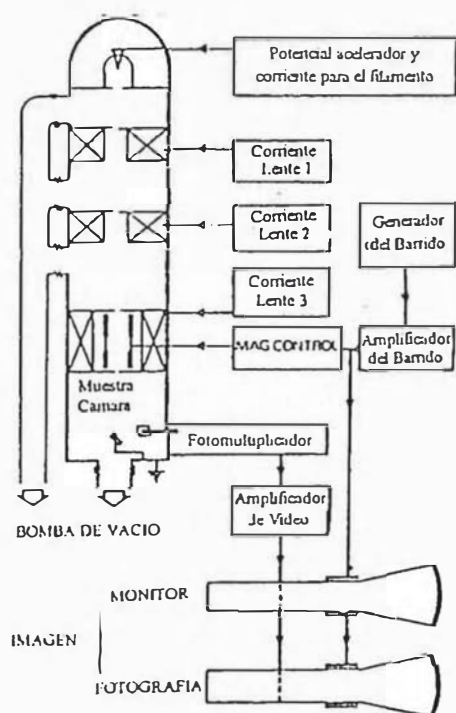 Potencial acelerador y
corriente para el filamento
Corriente
Lente 1
Corriente
Lente 2
Generador
del Barrido
Corriente
Lente 3
MAG CONTROL
Amplificador
del Barrido
Muestra
Camara
Fotomultiplicador
Amplificador
de Video
BOMBA DE VACIO
MONITOR
IMAGEN
FOTOGRAFIA